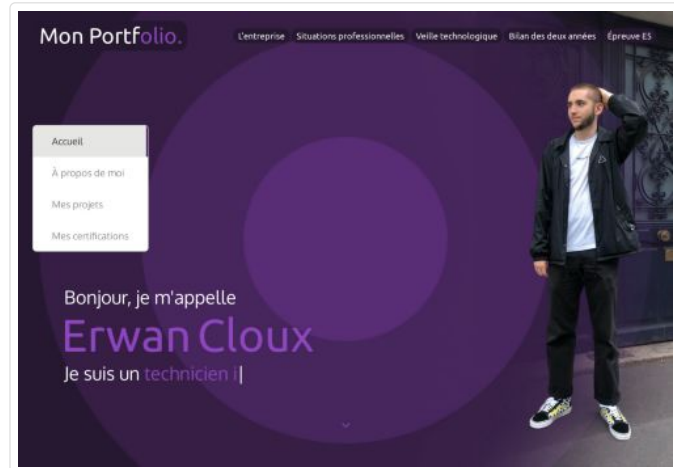 Mon Portfolio.
L'entreprise Situations professionnelles Veille technologique Bilan des deux années Épreuve E5
Accueil
À propos de moi
Mes projets
Mes certifications
Bonjour, je m'appelle
Erwan Cloux
Je suis un technicien i|